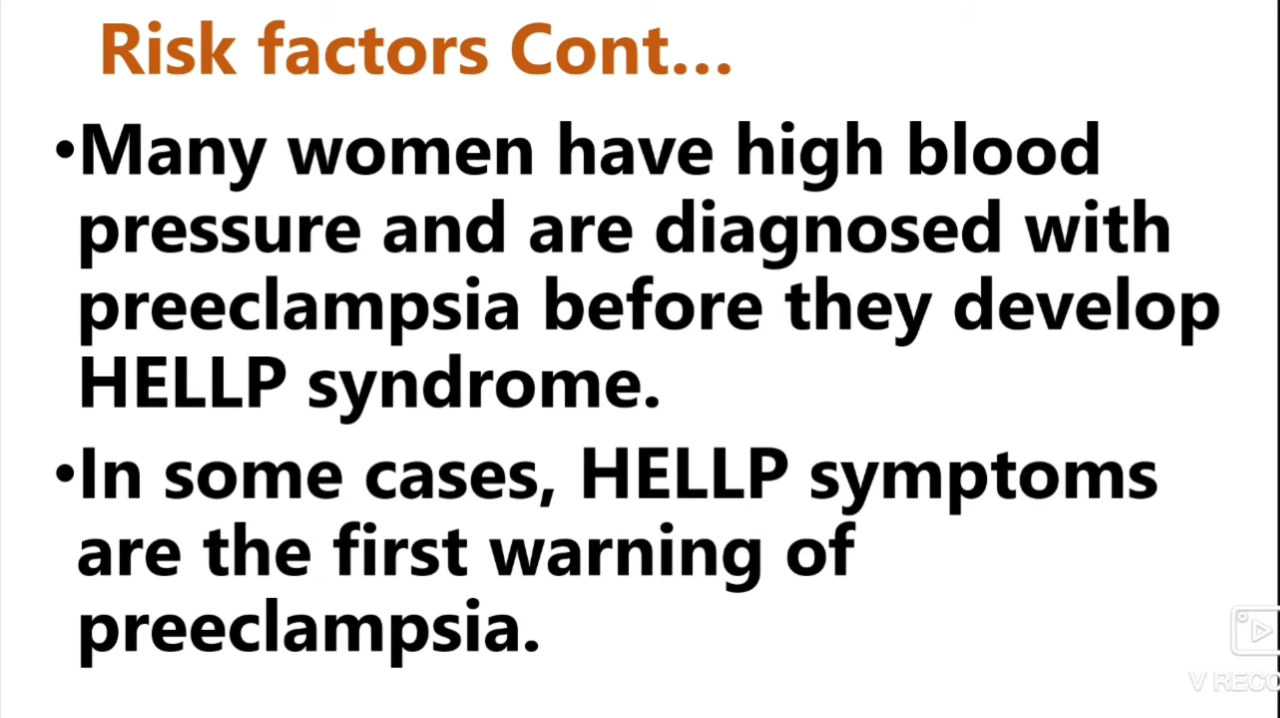 Risk factors Cont...
•Many women have high blood
pressure and are diagnosed with
preeclampsia before they develop
HELLP syndrome.
•In some cases, HELLP symptoms
are the first warning of
preeclampsia.
V RECO